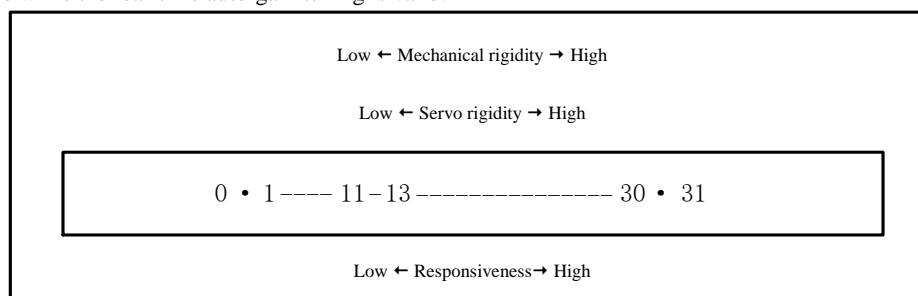 Low ← Mechanical rigidity → High
Low ← Servo rigidity → High
0 • 1---- 11-13--------------- 30 • 31
Low ← Responsiveness→ High